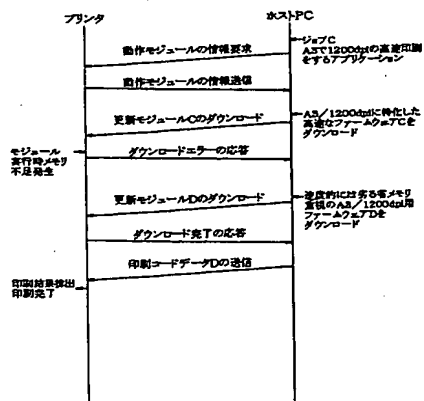 プリンタ
ホストPC
ジョブC
A3で1200dpiの高速印刷
をするアプリケーション
動作モジュールの情報要求
動作モジュールの情報送信
A3/1200dpiに特化した
高速なファームウェアCを
ダウンロード
更新モジュールCのダウンロード
モジュール
実行時メモリ
不足発生
ダウンロードエラーの応答
速度的には劣る省メモリ
重視のA3/1200dpi用
ファームウェアDを
ダウンロード
更新モジュールDのダウンロード
ダウンロード完了の応答
印刷コードデータDの送信
印刷結果排出
印刷完了